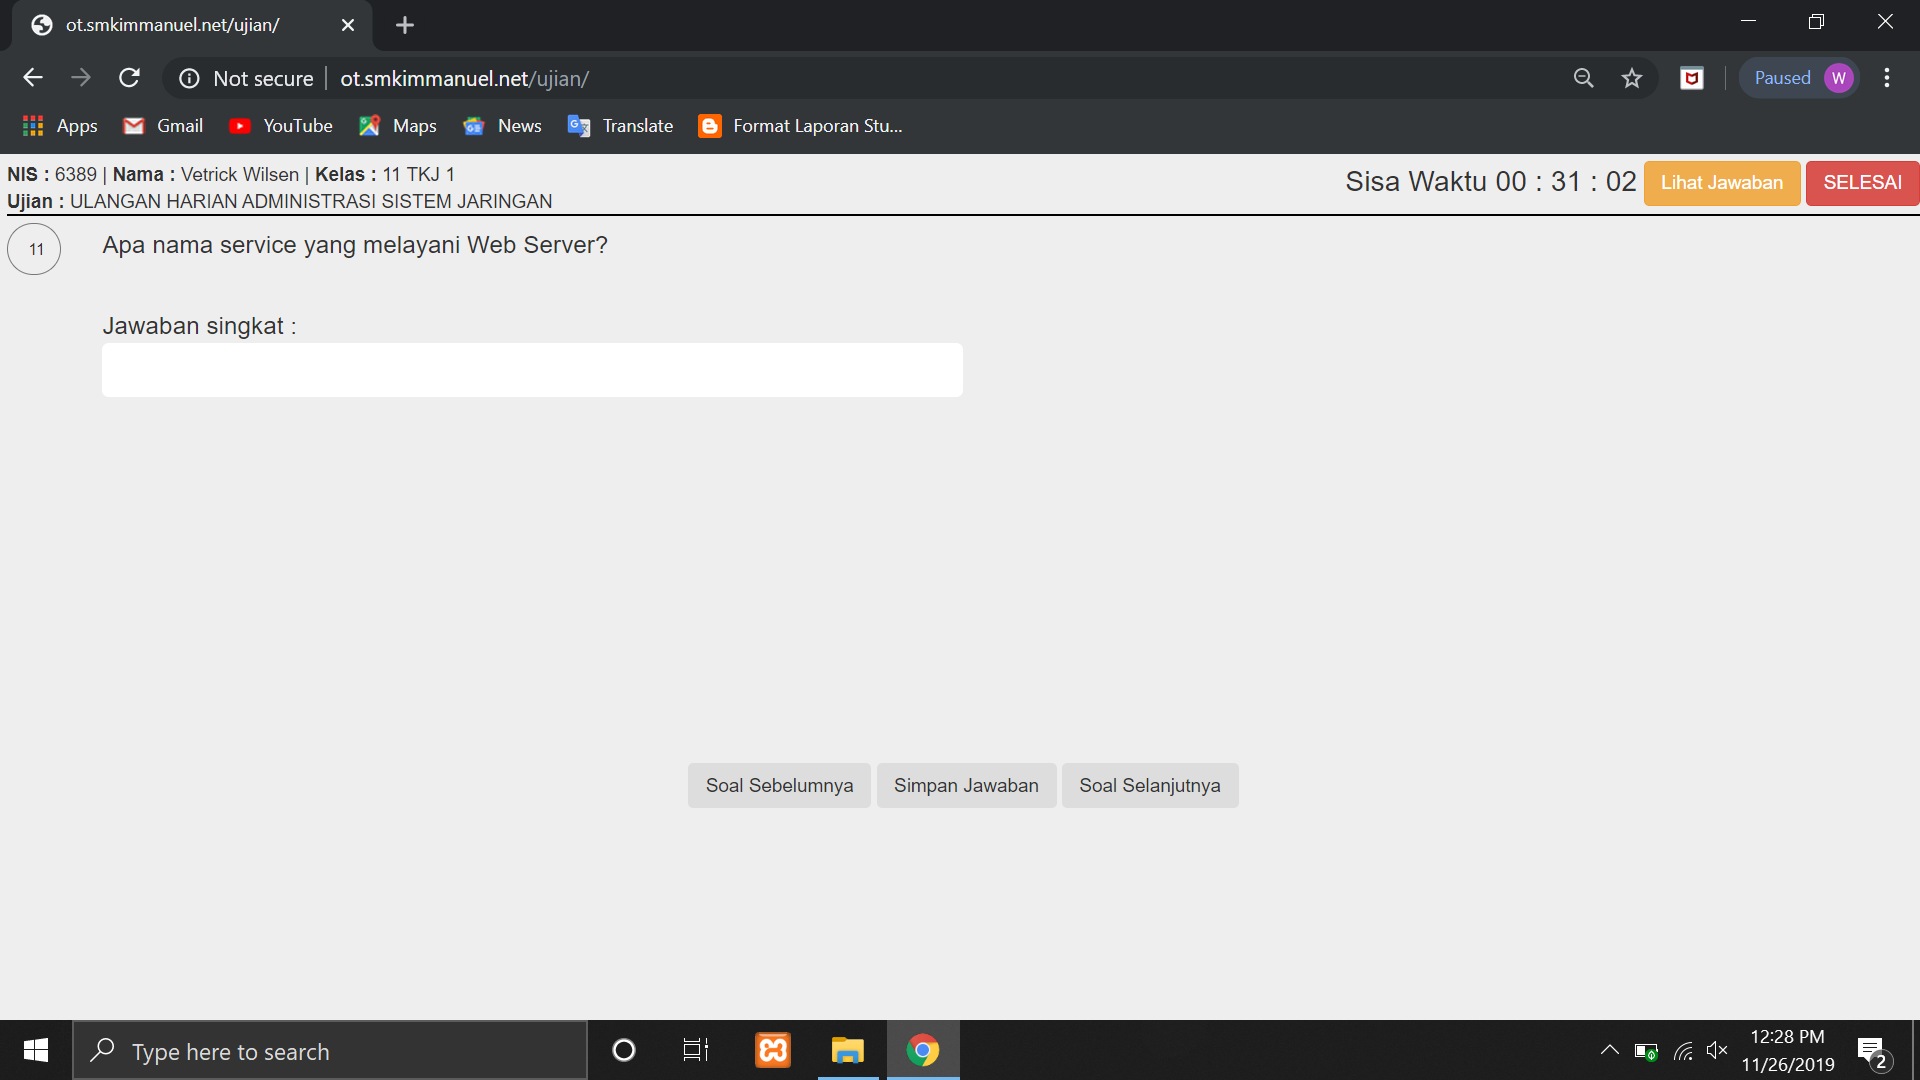 ot.smkimmanuel.net/ujian/
Not secure | ot.smkimmanuel.net/ujian/
Paused W
Apps Gmail YouTube Maps News Translate Format Laporan Stu...
NIS : 6389 | Nama : Vetrick Wilsen | Kelas : 11 TKJ 1
Ujian : ULANGAN HARIAN ADMINISTRASI SISTEM JARINGAN
Sisa Waktu 00 : 31 : 02 Lihat Jawaban SELESAI
11 Apa nama service yang melayani Web Server?
Jawaban singkat :
Soal Sebelumnya Simpan Jawaban Soal Selanjutnya
Type here to search
12:28 PM
11/26/2019
2